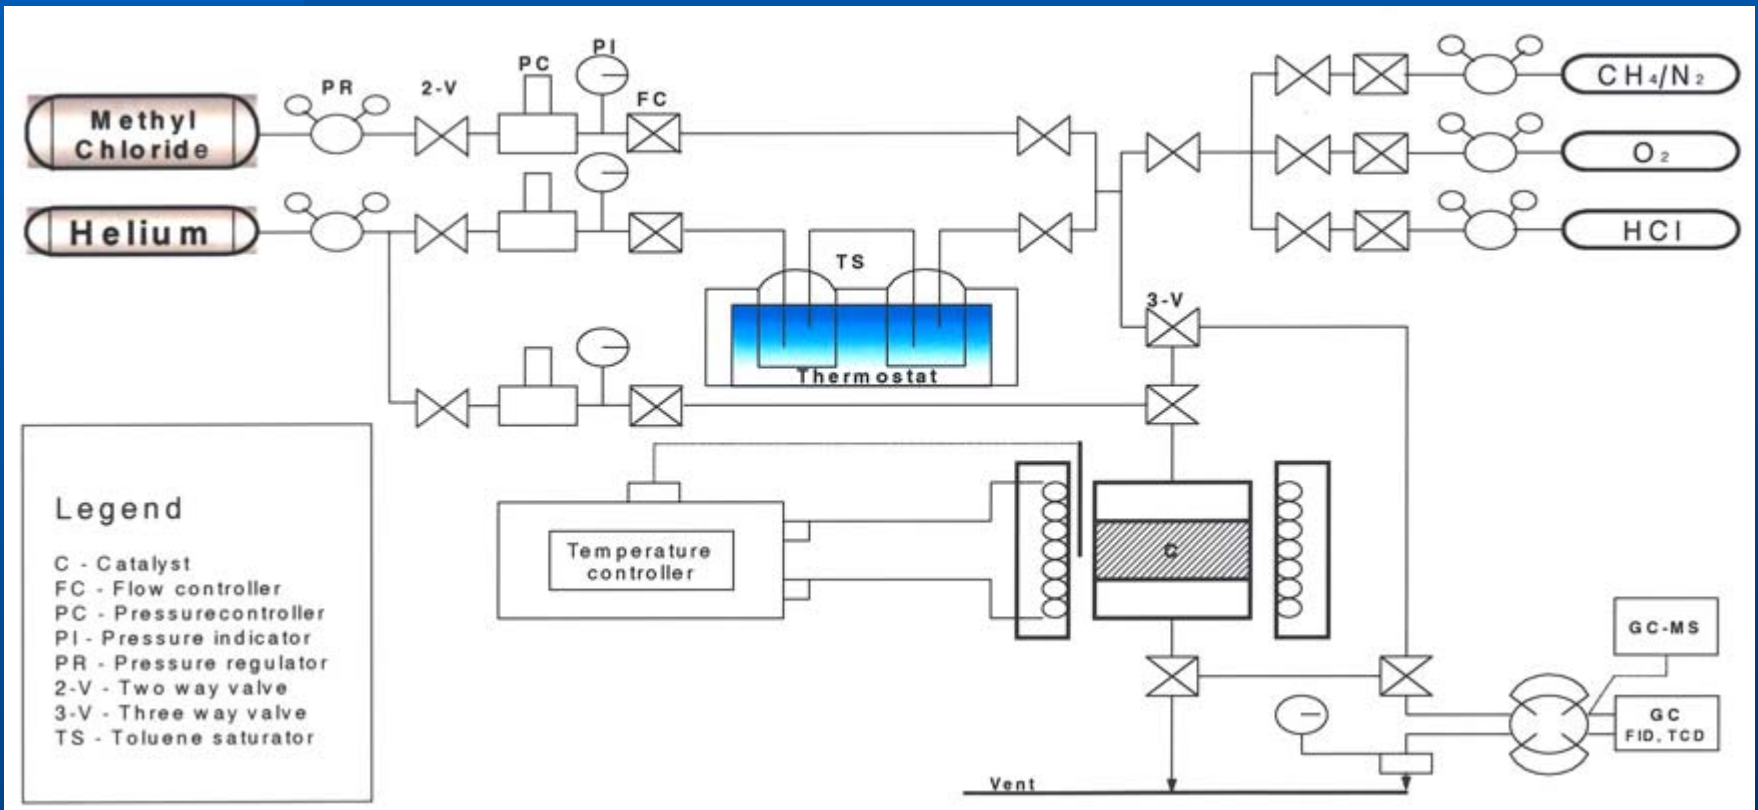 PI
PC
PR
2-V
FC
CH4/N2
Methyl
Chloride
O2
Helium
HCl
TS
3-V
Thermostat
Legend
C - Catalyst
FC - Flow controller
PC - Pressurecontroller
PI - Pressure indicator
PR - Pressure regulator
2-V - Two way valve
3-V - Three way valve
TS - Toluene saturator
Temperature
controller
C
GC-MS
GC
FID, TCD
Vent